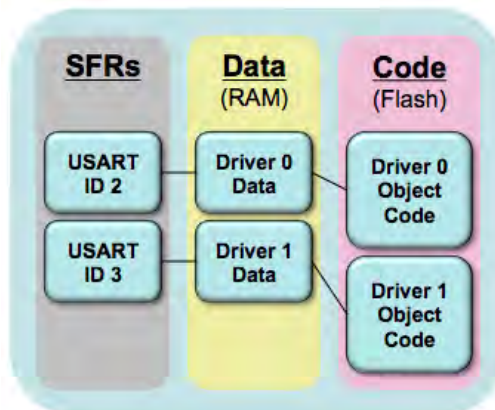 SFRs
Data
(RAM)
Code
(Flash)
USART
ID 2
Driver 0
Data
Driver 0
Object
Code
USART
ID 3
Driver 1
Data
Driver 1
Object
Code